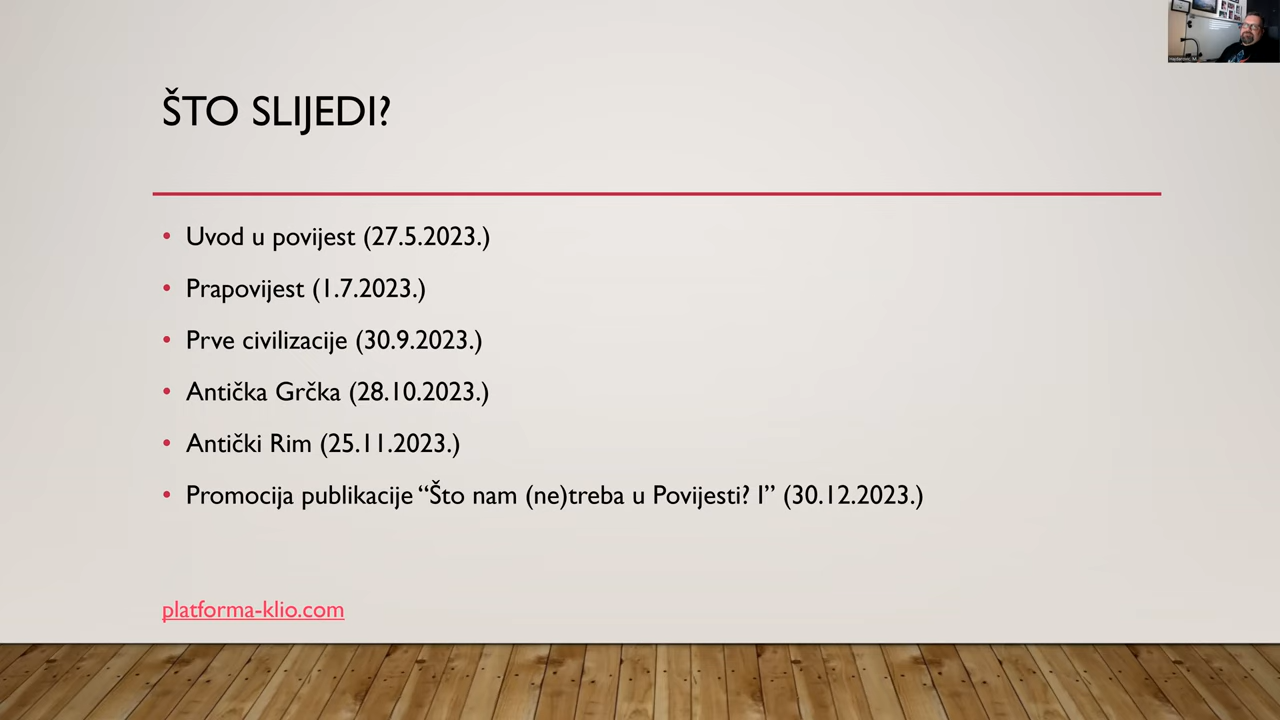 ŠTO SLIJEDI?
• Uvod u povijest (27.5.2023.)
• Prapovijest (1.7.2023.)
• Prve civilizacije (30.9.2023.)
• Antička Grčka (28.10.2023.)
• Antički Rim (25.11.2023.)
• Promocija publikacije “Što nam (ne)treba u Povijesti? I” (30.12.2023.)
platforma-klio.com